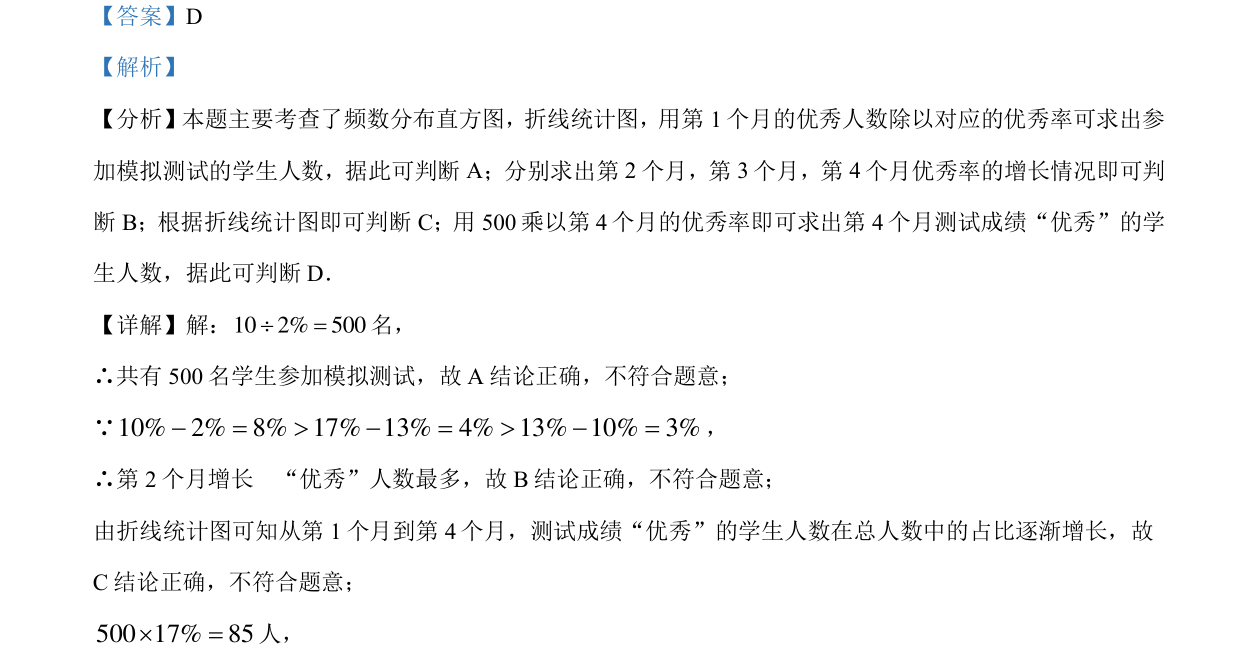 【答案】D
【解析】
【分析】本题主要考查了频数分布直方图，折线统计图，用第 1 个月的优秀人数除以对应的优秀率可求出参
加模拟测试的学生人数，据此可判断 A；分别求出第 2 个月，第 3 个月，第 4 个月优秀率的增长情况即可判
断 B；根据折线统计图即可判断 C；用 500 乘以第 4 个月的优秀率即可求出第 4 个月测试成绩“优秀”的学
生人数，据此可判断 D．
【详解】解：10÷2% = 500 名，
∴共有 500 名学生参加模拟测试，故 A 结论正确，不符合题意；
∵10% − 2% = 8% > 17% − 13% = 4% > 13% − 10% = 3%，
∴第 2 个月增长 “优秀”人数最多，故 B 结论正确，不符合题意；
由折线统计图可知从第 1 个月到第 4 个月，测试成绩“优秀”的学生人数在总人数中的占比逐渐增长，故
C 结论正确，不符合题意；
500×17% = 85 人，